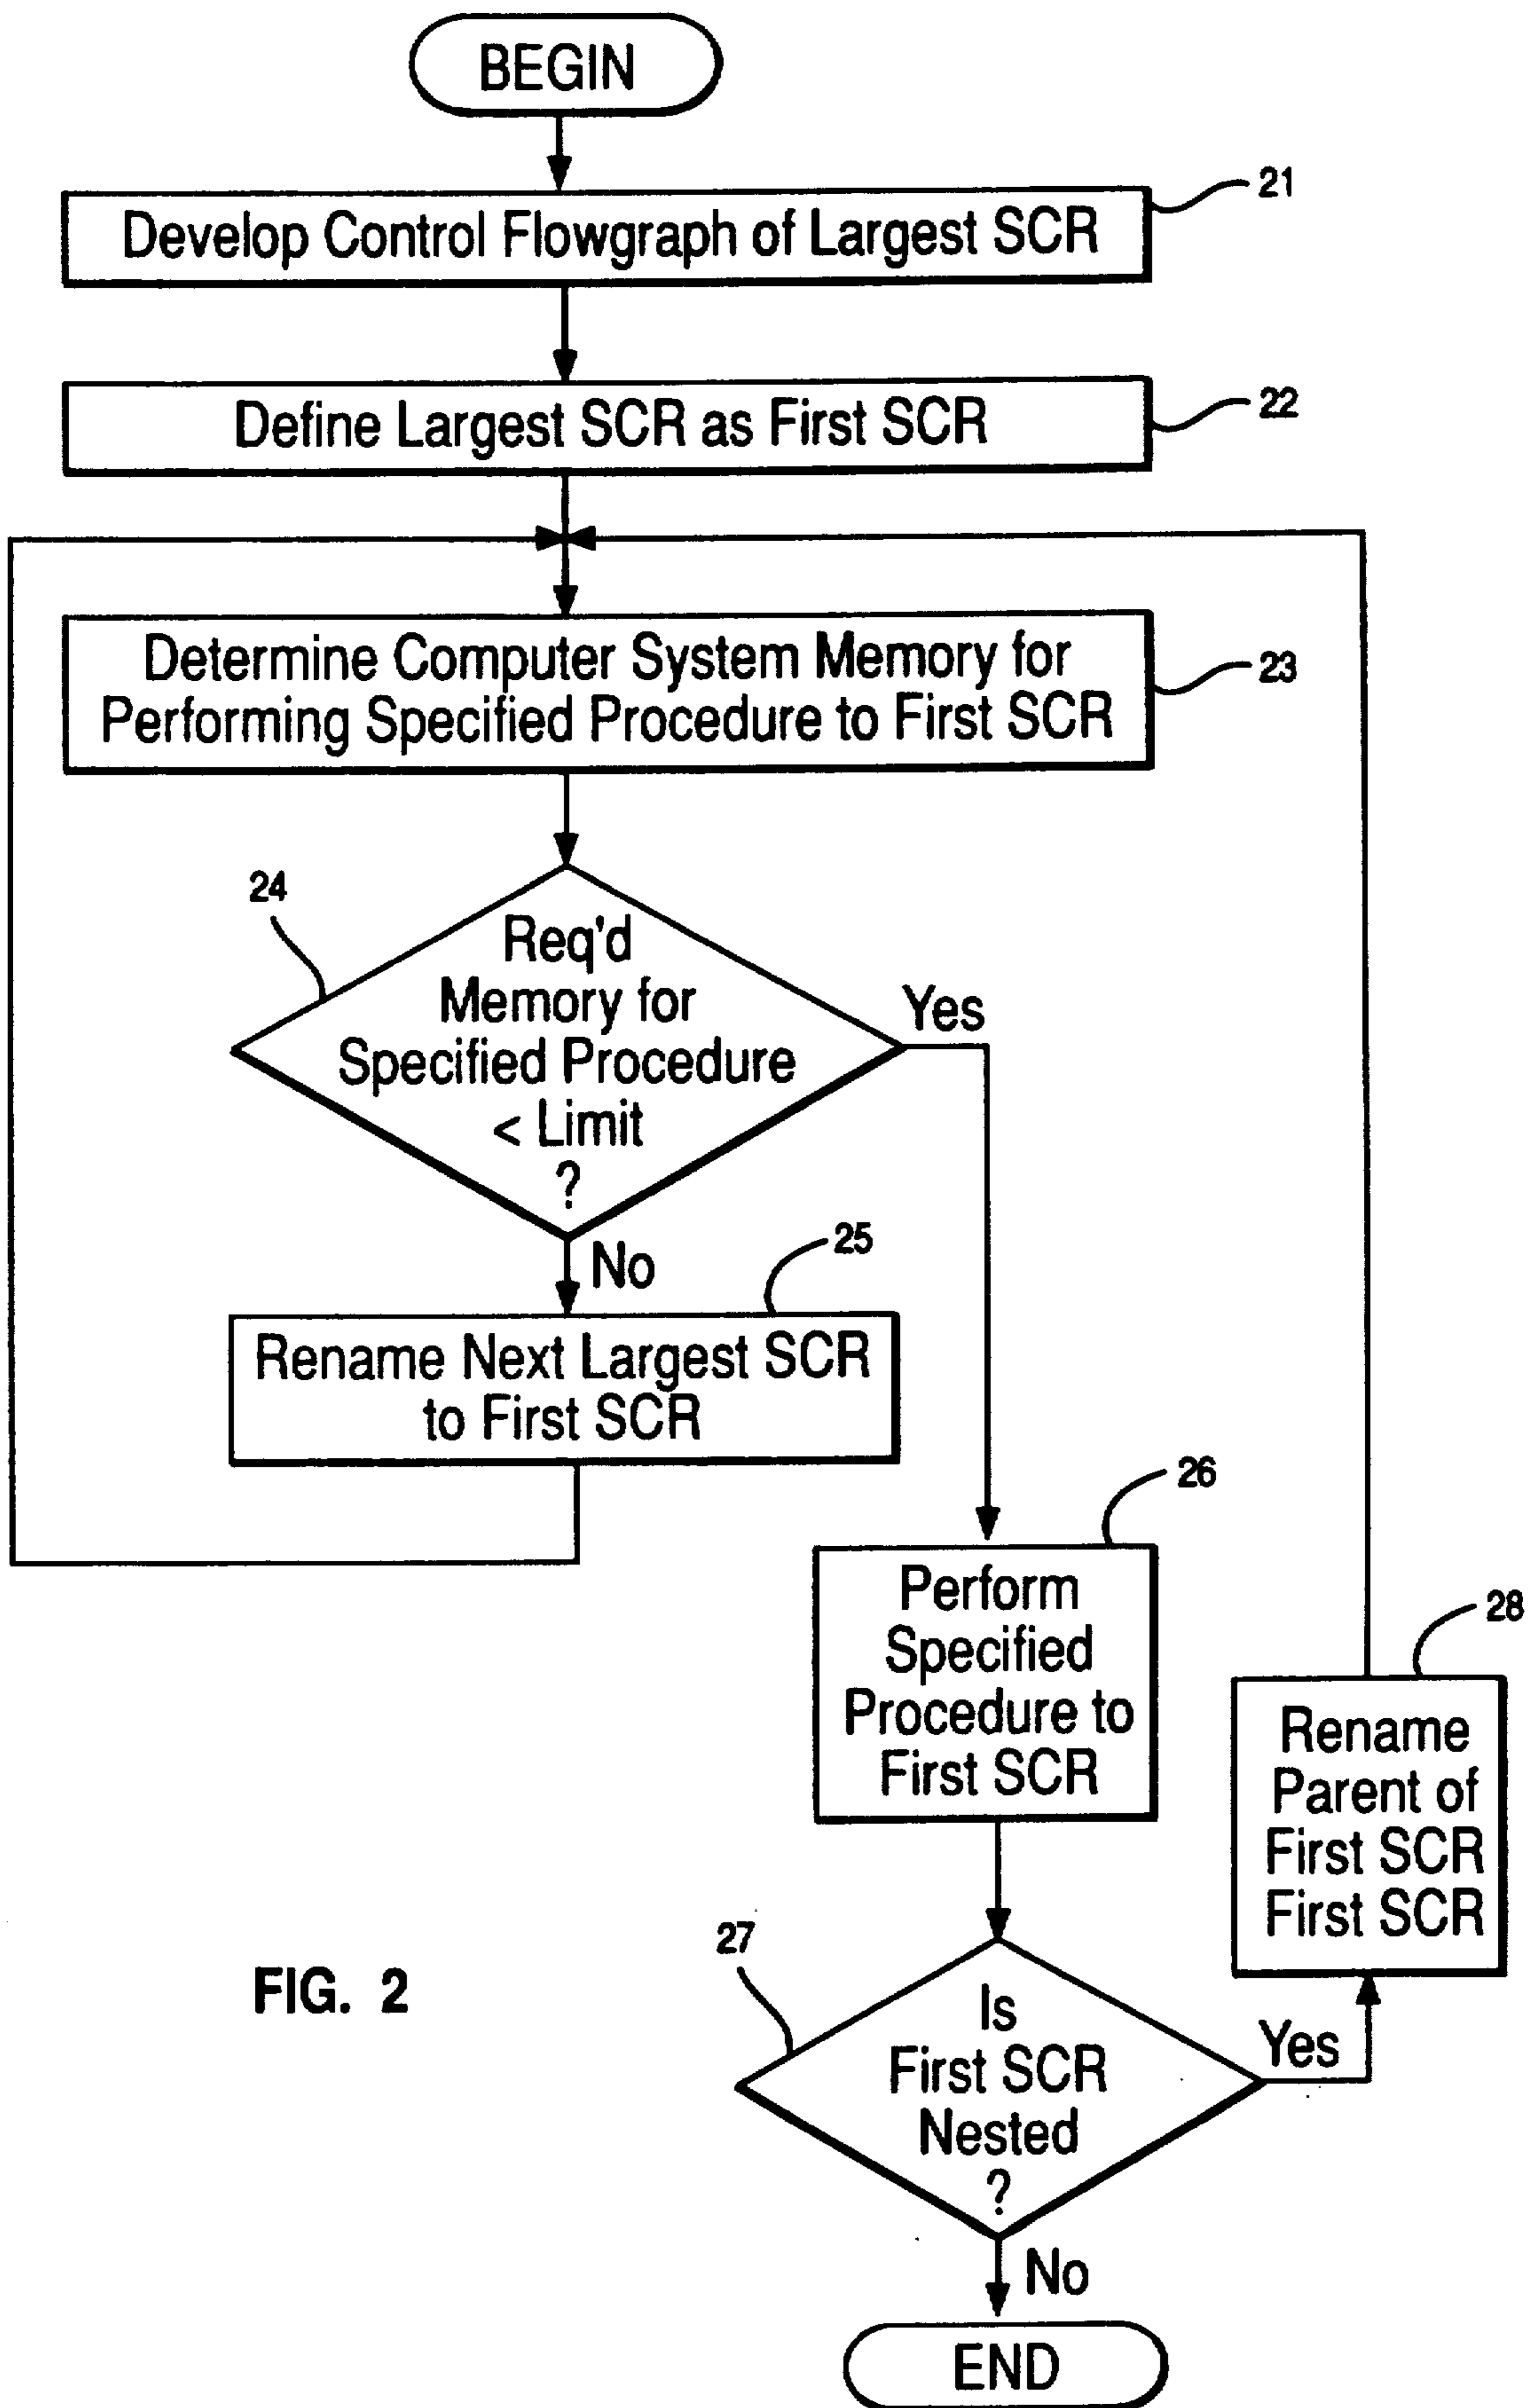 BEGIN
Develop Control Flowgraph of Largest SCR
21
Define Largest SCR as First SCR
22
Determine Computer System Memory for
Performing Specified Procedure to First SCR
23
24
Req'd
Memory for
Specified Procedure
< Limit
?
Yes
No
25
Rename Next Largest SCR
to First SCR
26
Perform
Specified
Procedure to
First SCR
28
Rename
Parent of
First SCR
First SCR
27
Is
First SCR
Nested
?
Yes
No
END
FIG. 2